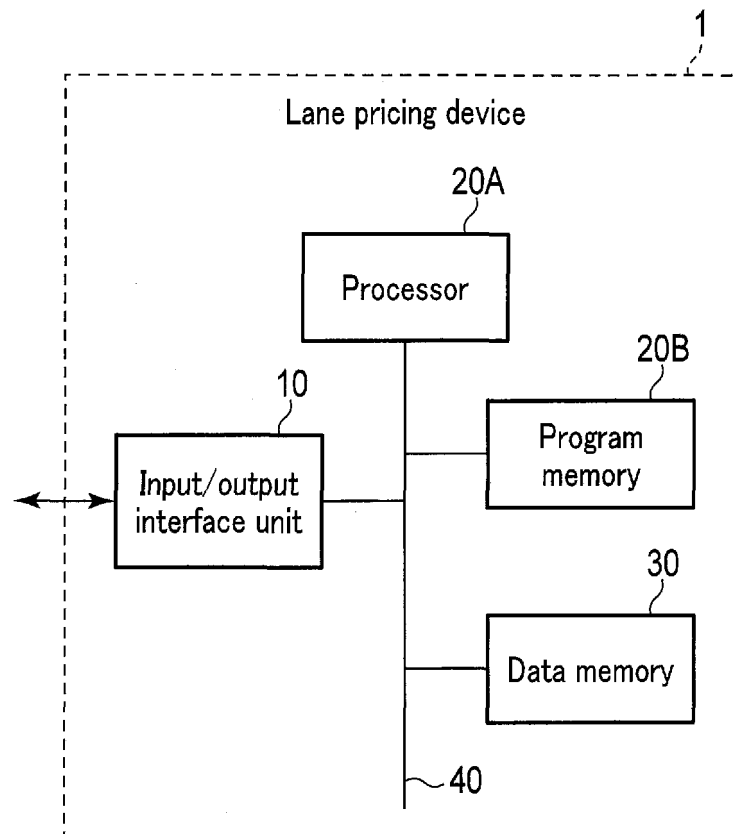 1
Lane pricing device
20A
Processor
20B
Program
memory
10
Input/output
interface unit
30
Data memory
40